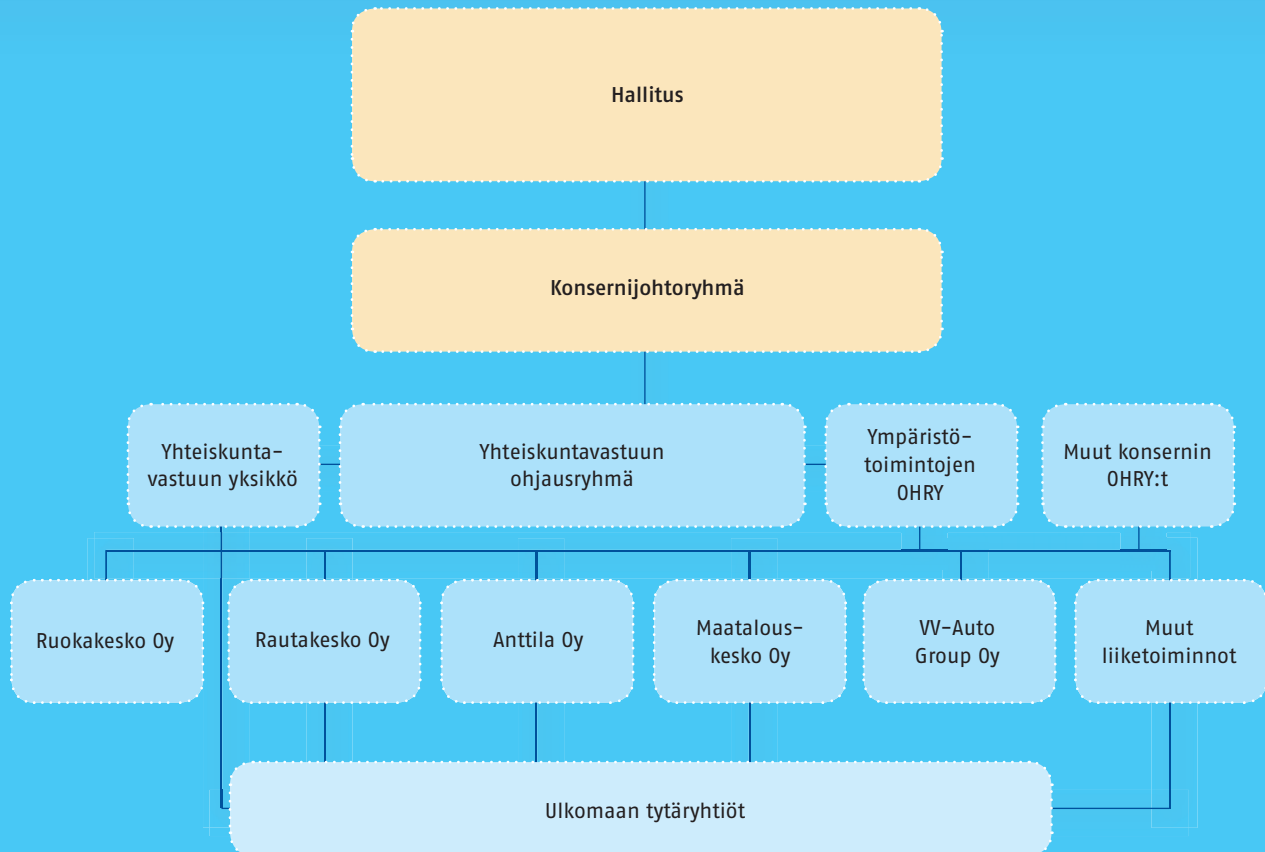 Hallitus
Konsernijohtoryhmä
Yhteiskunta-
vastuun yksikkö
Yhteiskuntavastuun
ohjausryhmä
Ympäristö-
toimintojen
OHRY
Muut konsernin
OHRY:t
Ruokakesko Oy
Rautakesko Oy
Anttila Oy
Maatalous-
kesko Oy
VV-Auto
Group Oy
Muut
liiketoiminnot
Ulkomaan tytäryhtiöt